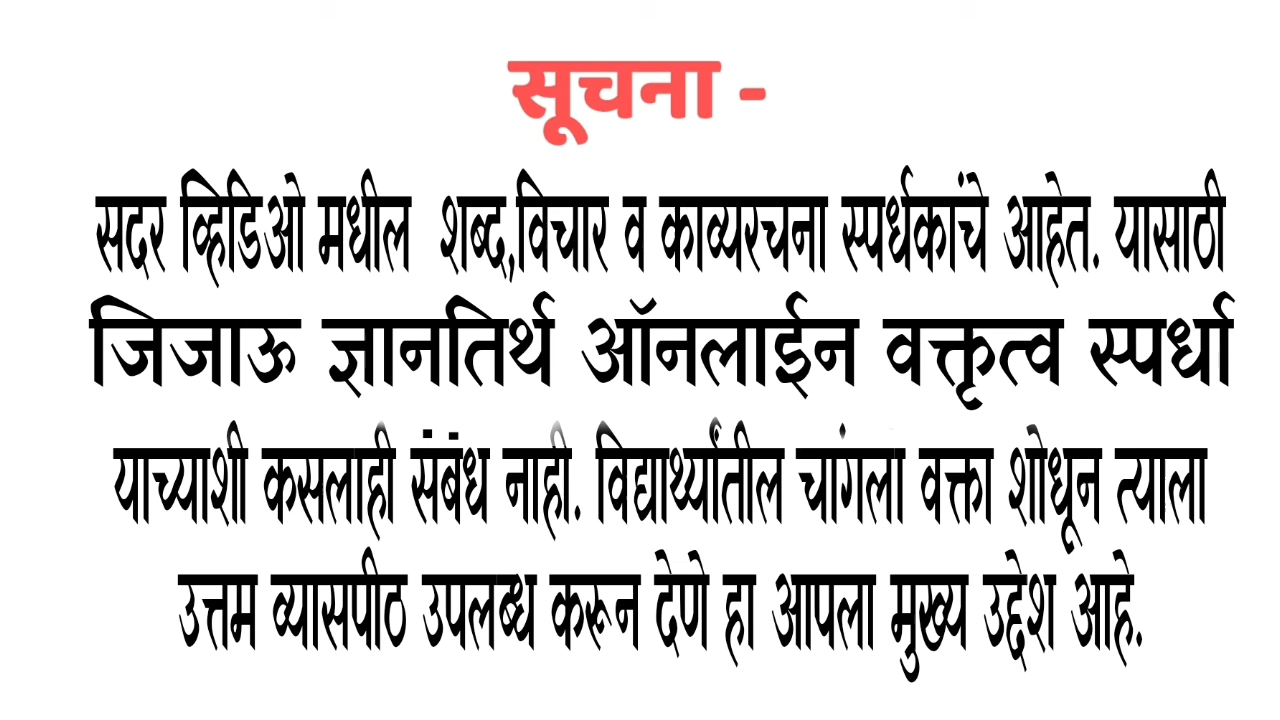 सूचना -
सदर व्हिडिओ मधील शब्द,विचार व काव्यरचना स्पर्धकांचे आहेत. यासाठी
जिजाऊ ज्ञानतिर्थ ऑनलाईन वक्तृत्व स्पर्धा
याच्याशी कसलाही संबंध नाही. विद्यार्थ्यांतील चांगला वक्ता शोधून त्याला
उत्तम व्यासपीठ उपलब्ध करून देणे हा आपला मुख्य उद्देश आहे.